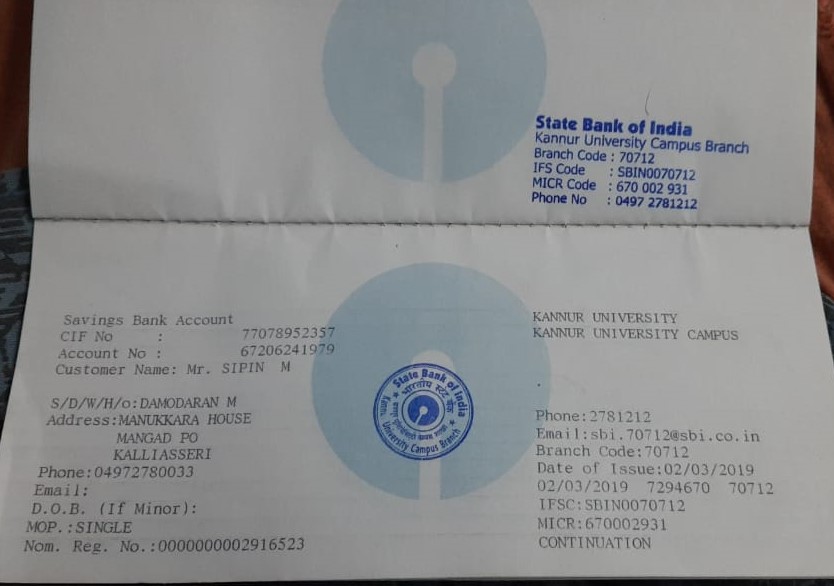 State Bank of India
Kannur University Campus Branch
Branch Code : 70712
IFS Code : SBIN0070712
MICR Code : 670 002 931
Phone No : 0497 2781212
Savings Bank Account
CIF No : 77078952357
Account No : 67206241979
Customer Name: Mr. SIPIN M
S/D/W/H/o:DAMODARAN M
Address:MANUKKARA HOUSE
MANGAD PO
KALLIASSERI
Phone:04972780033
Email:
D.O.B. (If Minor):
MOP.:SINGLE
Nom. Reg. No.:0000000002916523
State Bank of India
भारतीय स्टेट बैंक
University Campus Branch
KANNUR UNIVERSITY
KANNUR UNIVERSITY CAMPUS
Phone:2781212
Email:sbi.70712@sbi.co.in
Branch Code:70712
Date of Issue:02/03/2019
02/03/2019 7294670 70712
IFSC:SBIN0070712
MICR:670002931
CONTINUATION